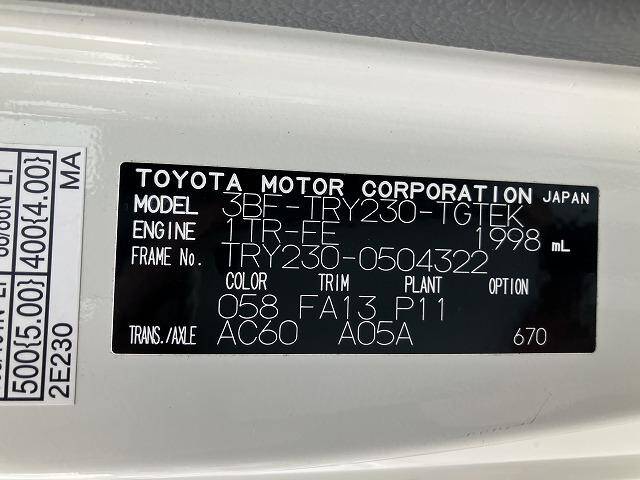 TOYOTA MOTOR CORPORATION JAPAN
MODEL 3BF-TRY230-TGTEK
ENGINE 1TR-FE 1998 mL
FRAME No. TRY230-0504322
COLOR TRIM PLANT OPTION
058 FA13 P11
TRANS./AXLE AC60 A05A 670
500{5.00} 400{4.00}
2E230 MA